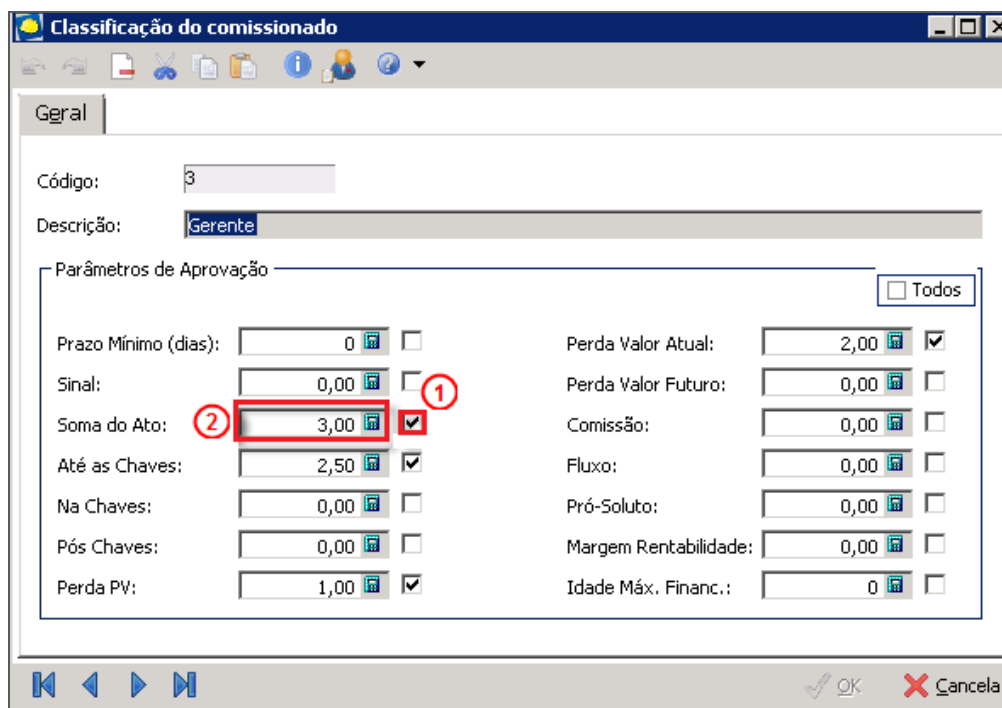 Classificação do comissionado
Geral
Código: 3
Descrição: Gerente
Parâmetros de Aprovação
Todos
Prazo Mínimo (dias): 0
Perda Valor Atual: 2,00
Sinal: 0,00
1
Perda Valor Futuro: 0,00
Soma do Ato: 2 3,00
Comissão: 0,00
Até as Chaves: 2,50
Fluxo: 0,00
Na Chaves: 0,00
Pró-Soluto: 0,00
Pós Chaves: 0,00
Margem Rentabilidade: 0,00
Perda PV: 1,00
Idade Máx. Financ.: 0
OK
Cancela